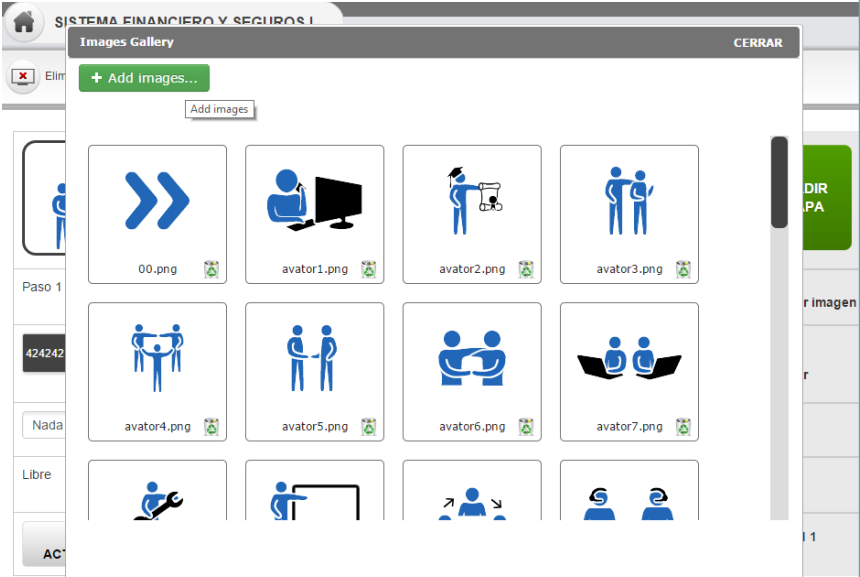 SISTEMA FINANCIERO Y SEGUROS I
Images Gallery
CERRAR
Elim
+ Add images...
Add images
DIR
APA
00.png
avator1.png
avator2.png
avator3.png
Paso 1
r imagen
424242
r
avator4.png
avator5.png
avator6.png
avator7.png
Nada
Libre
ACT
l 1